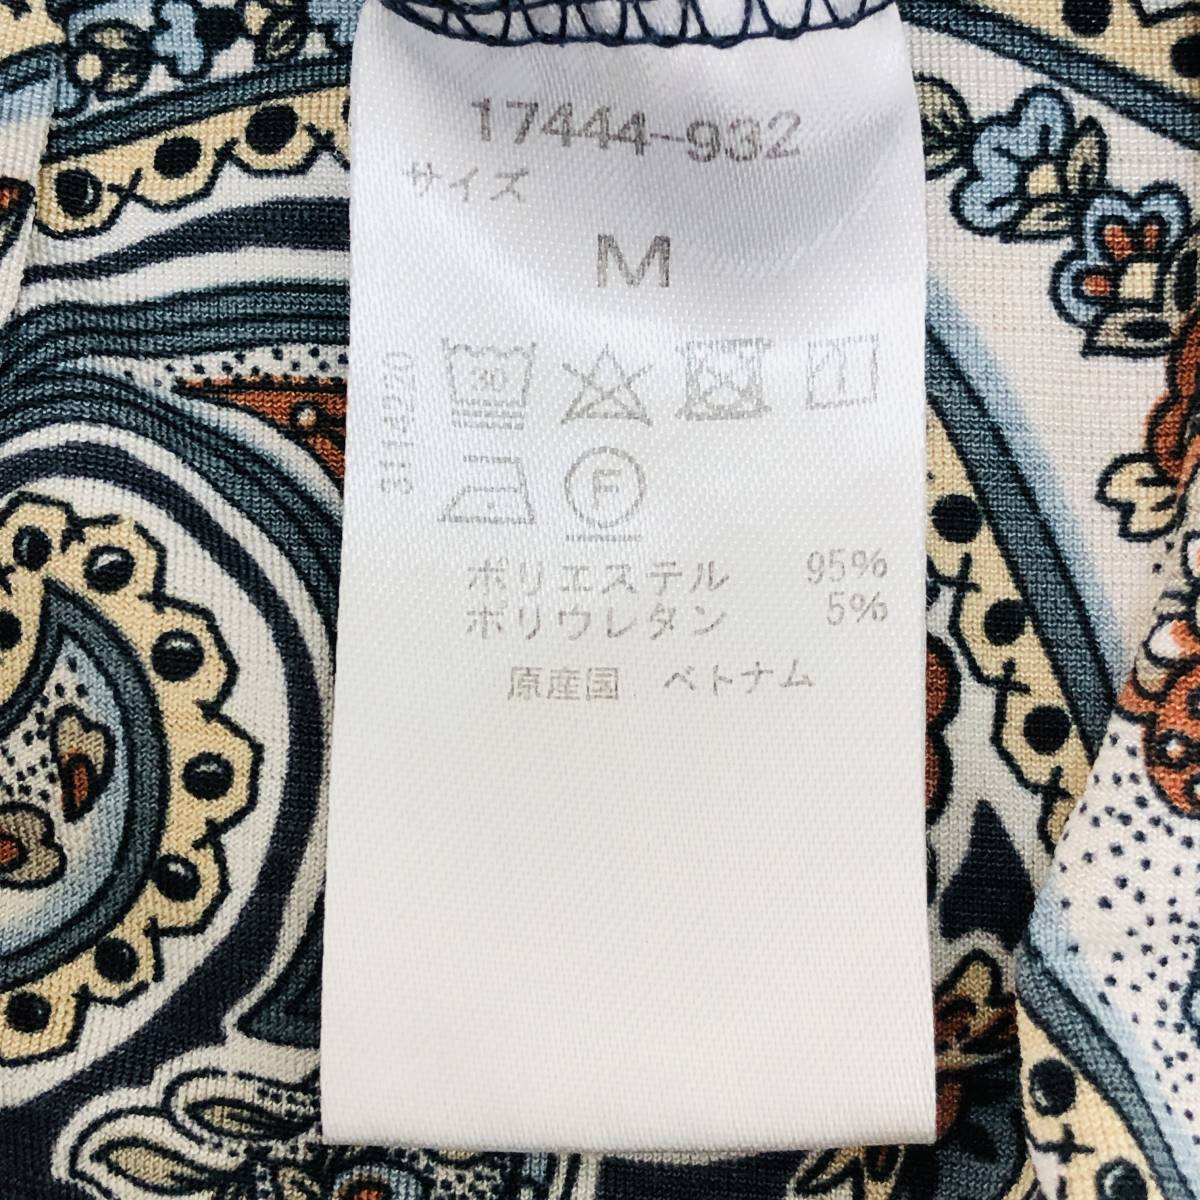 17444-932
サイズ
M
3114220
30
F
ポリエステル 95%
ポリウレタン 5%
原産国 ベトナム